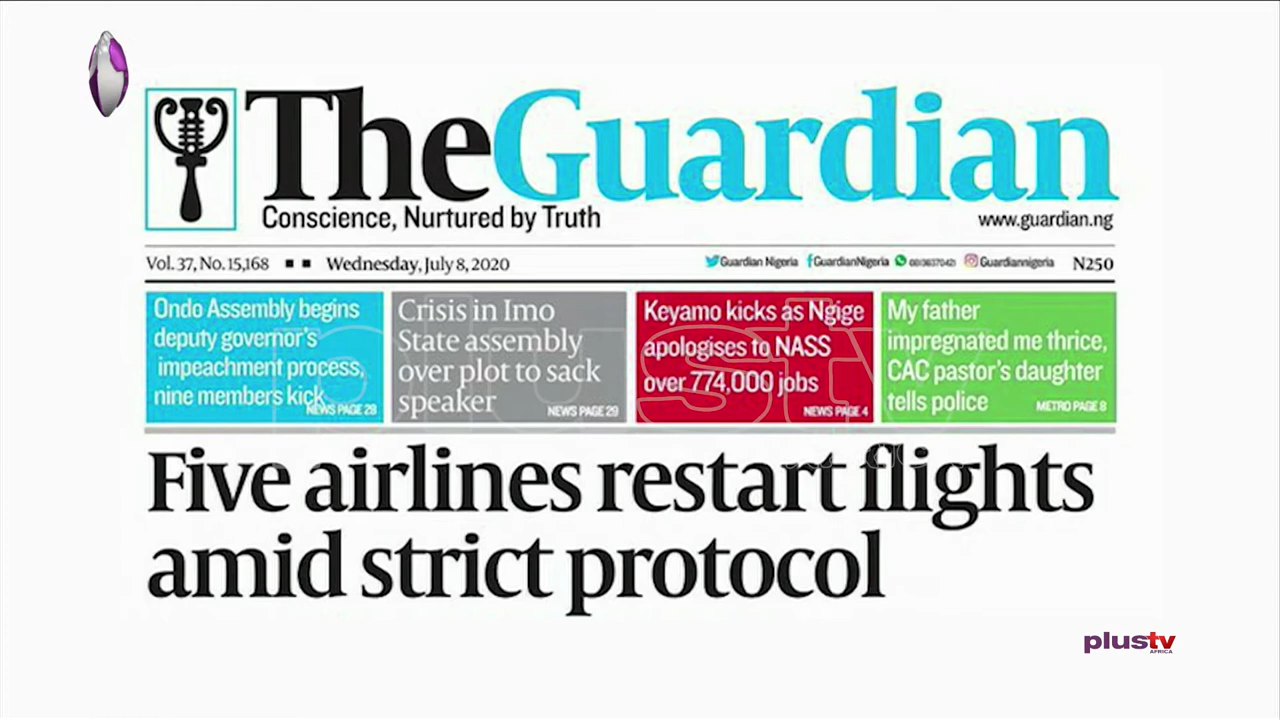 The Guardian
Conscience, Nurtured by Truth
www.guardian.ng
Vol. 37, No. 15,168 ■ ■ Wednesday, July 8, 2020
Guardian Nigeria GuardianNigeria Guardiannigeria N250
Ondo Assembly begins
deputy governor's
impeachment process,
nine members kick
NEWS PAGE 28
Crisis in Imo
State assembly
over plot to sack
speaker
NEWS PAGE 29
Keyamo kicks as Ngige
apologises to NASS
over 774,000 jobs
NEWS PAGE 4
My father
impregnated me thrice,
CAC pastor's daughter
tells police
METRO PAGE 8
Five airlines restart flights
amid strict protocol
plustv
AFRICA